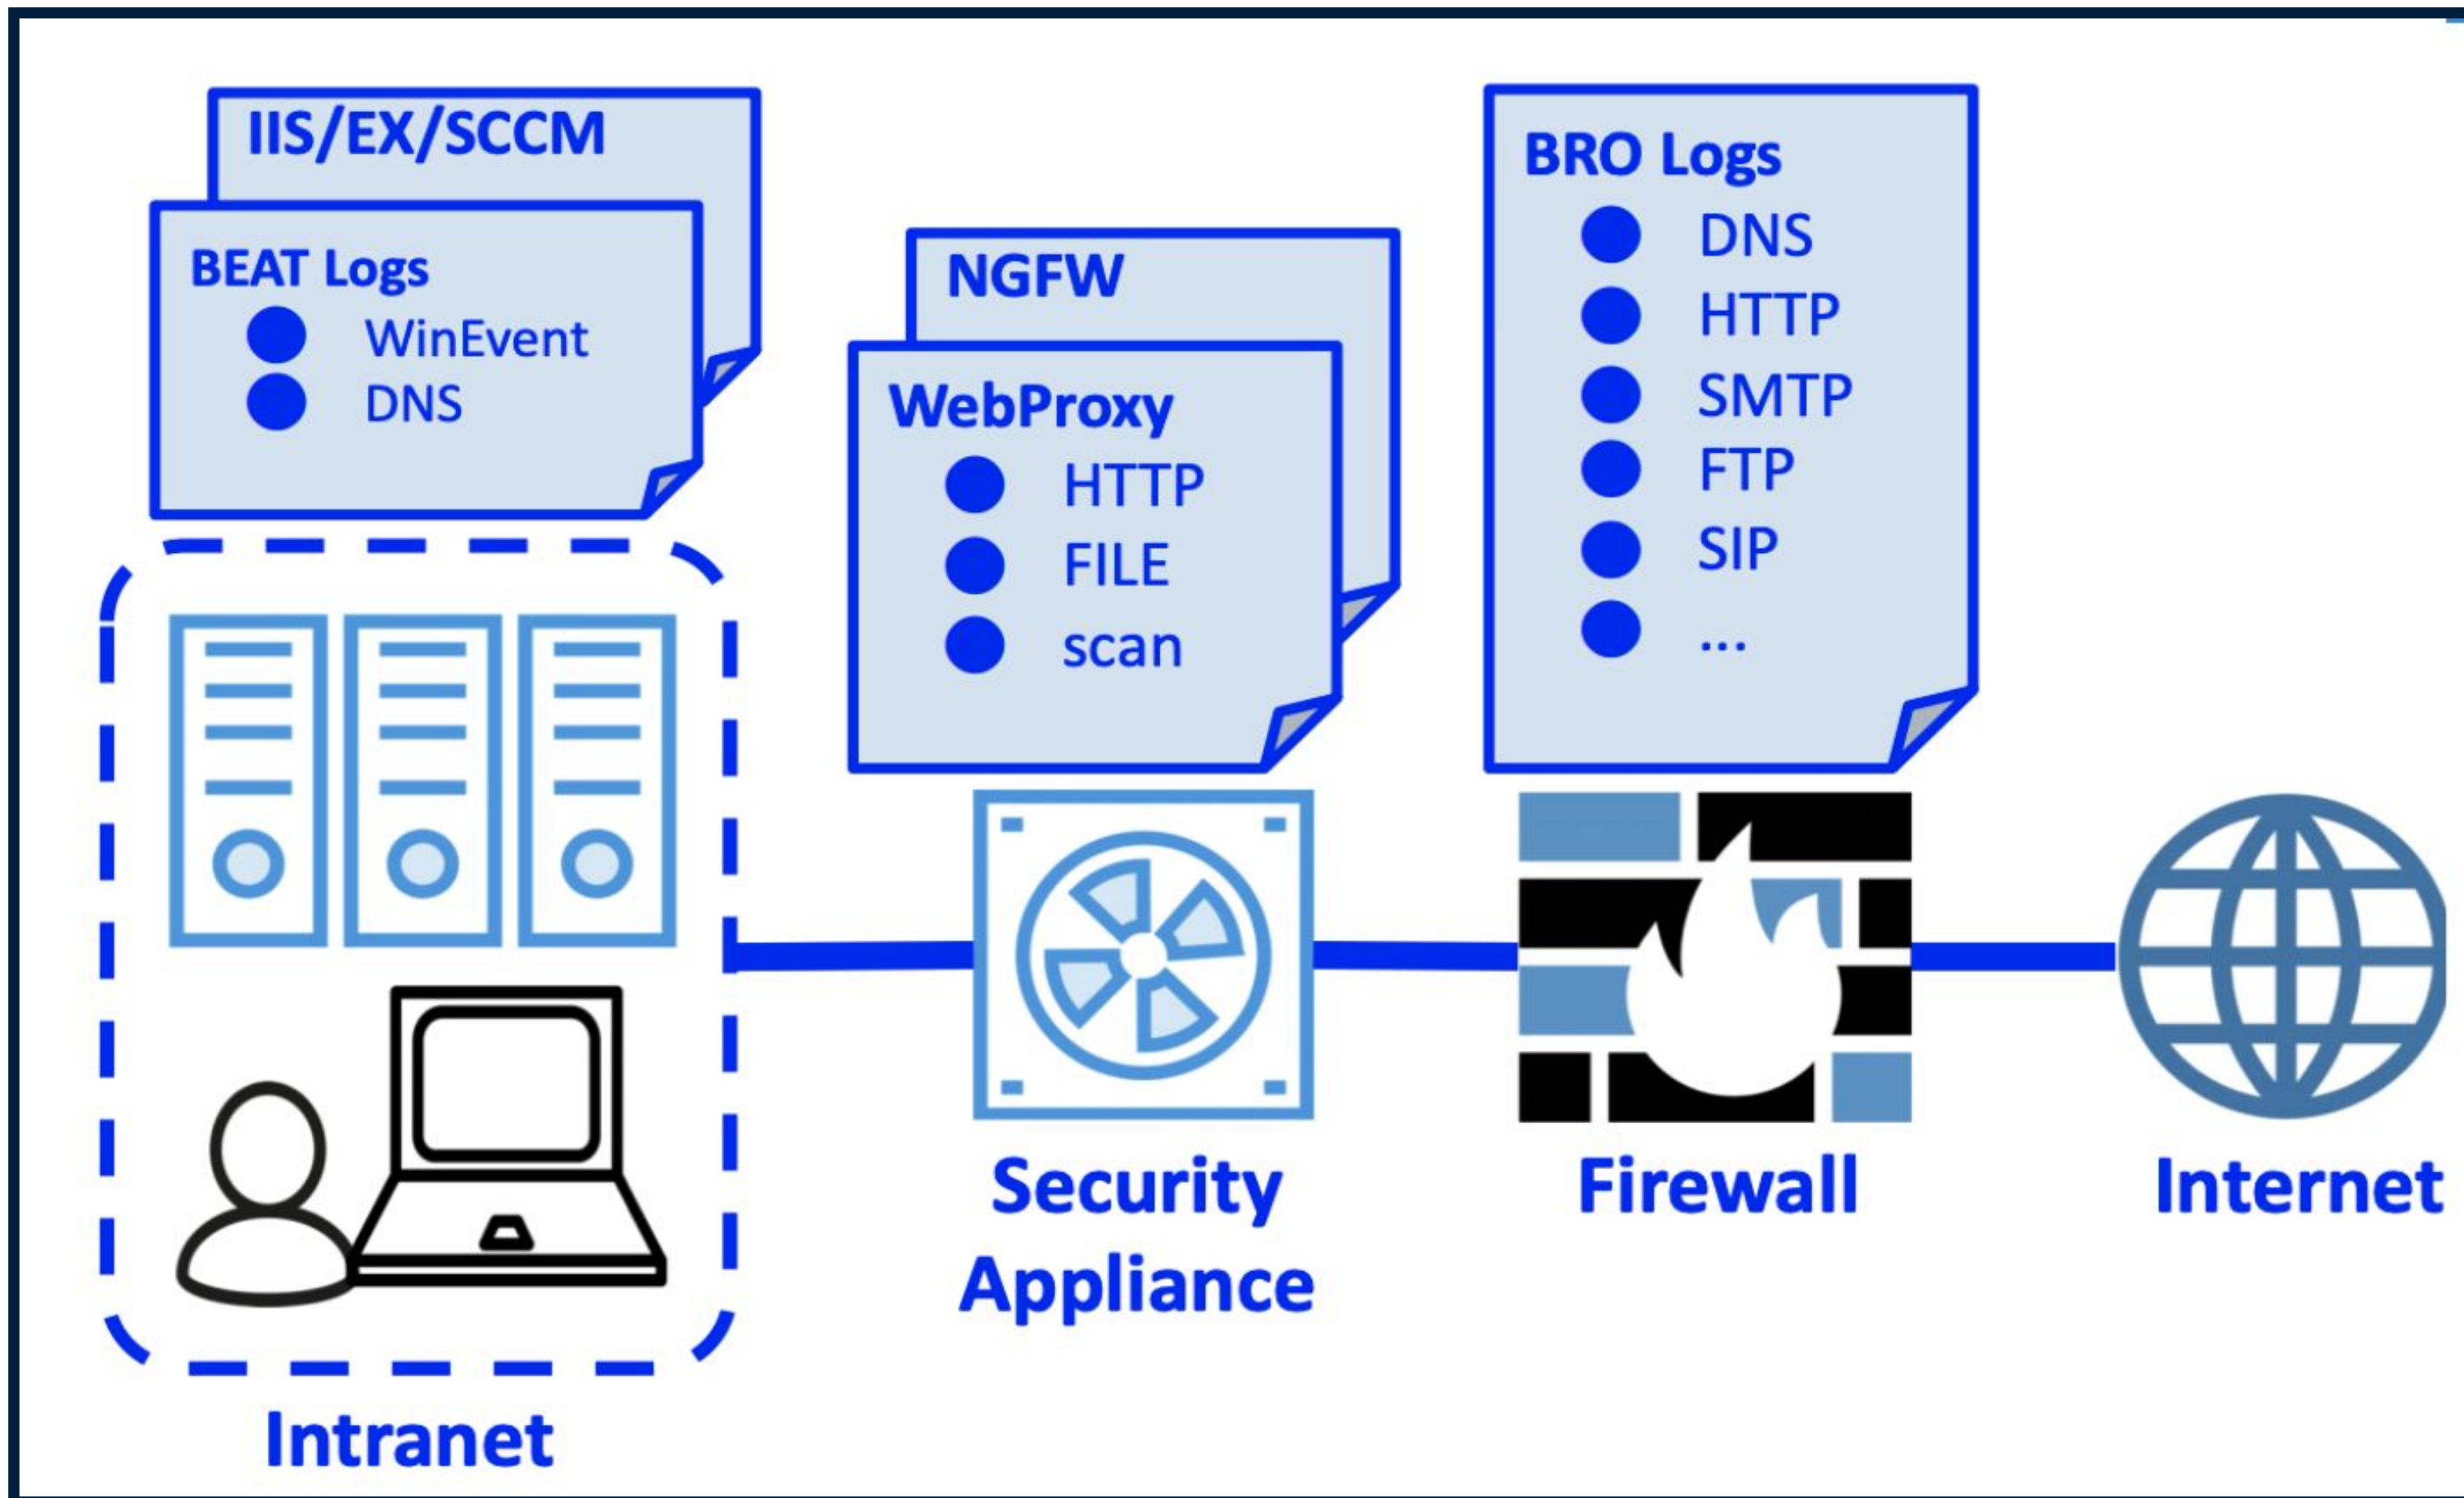 IIS/EX/SCCM
BEAT Logs
WinEvent
DNS
NGFW
WebProxy
HTTP
FILE
scan
BRO Logs
DNS
HTTP
SMTP
FTP
SIP
...
Intranet
Security
Appliance
Firewall
Internet